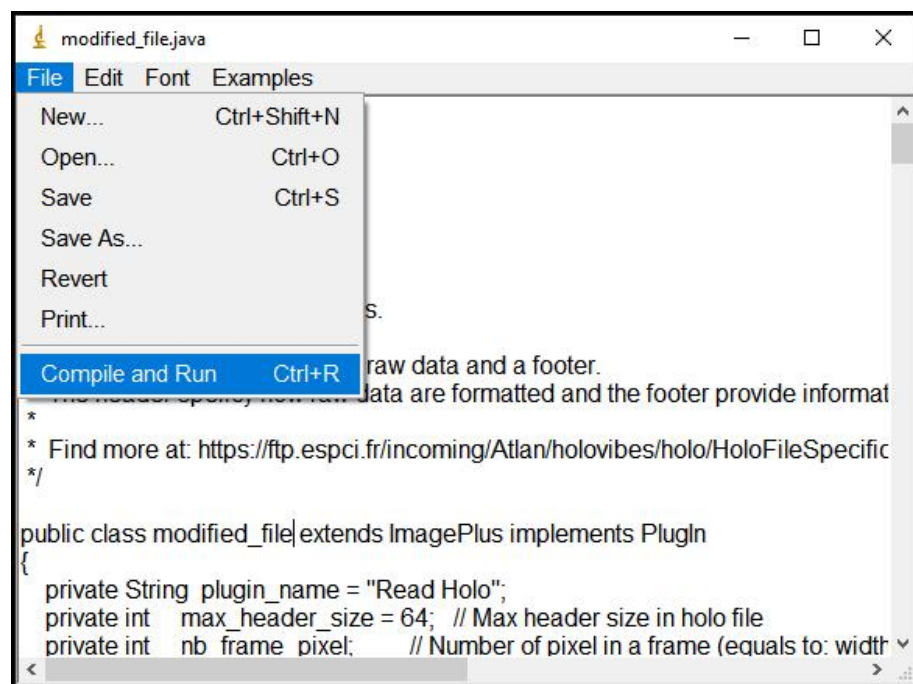 modified_file.java
File Edit Font Examples
New... Ctrl+Shift+N
Open... Ctrl+O
Save Ctrl+S
Save As...
Revert
Print...
s.
Compile and Run Ctrl+R
raw data and a footer.
data are formatted and the footer provide informat
*
* Find more at: https://ftp.espci.fr/incoming/Atlan/holovibes/holo/HoloFileSpecific
*/
public class modified_file extends ImagePlus implements PlugIn
{
private String plugin_name = "Read Holo";
private int max_header_size = 64; // Max header size in holo file
private int nb_frame_pixel; // Number of pixel in a frame (equals to: width